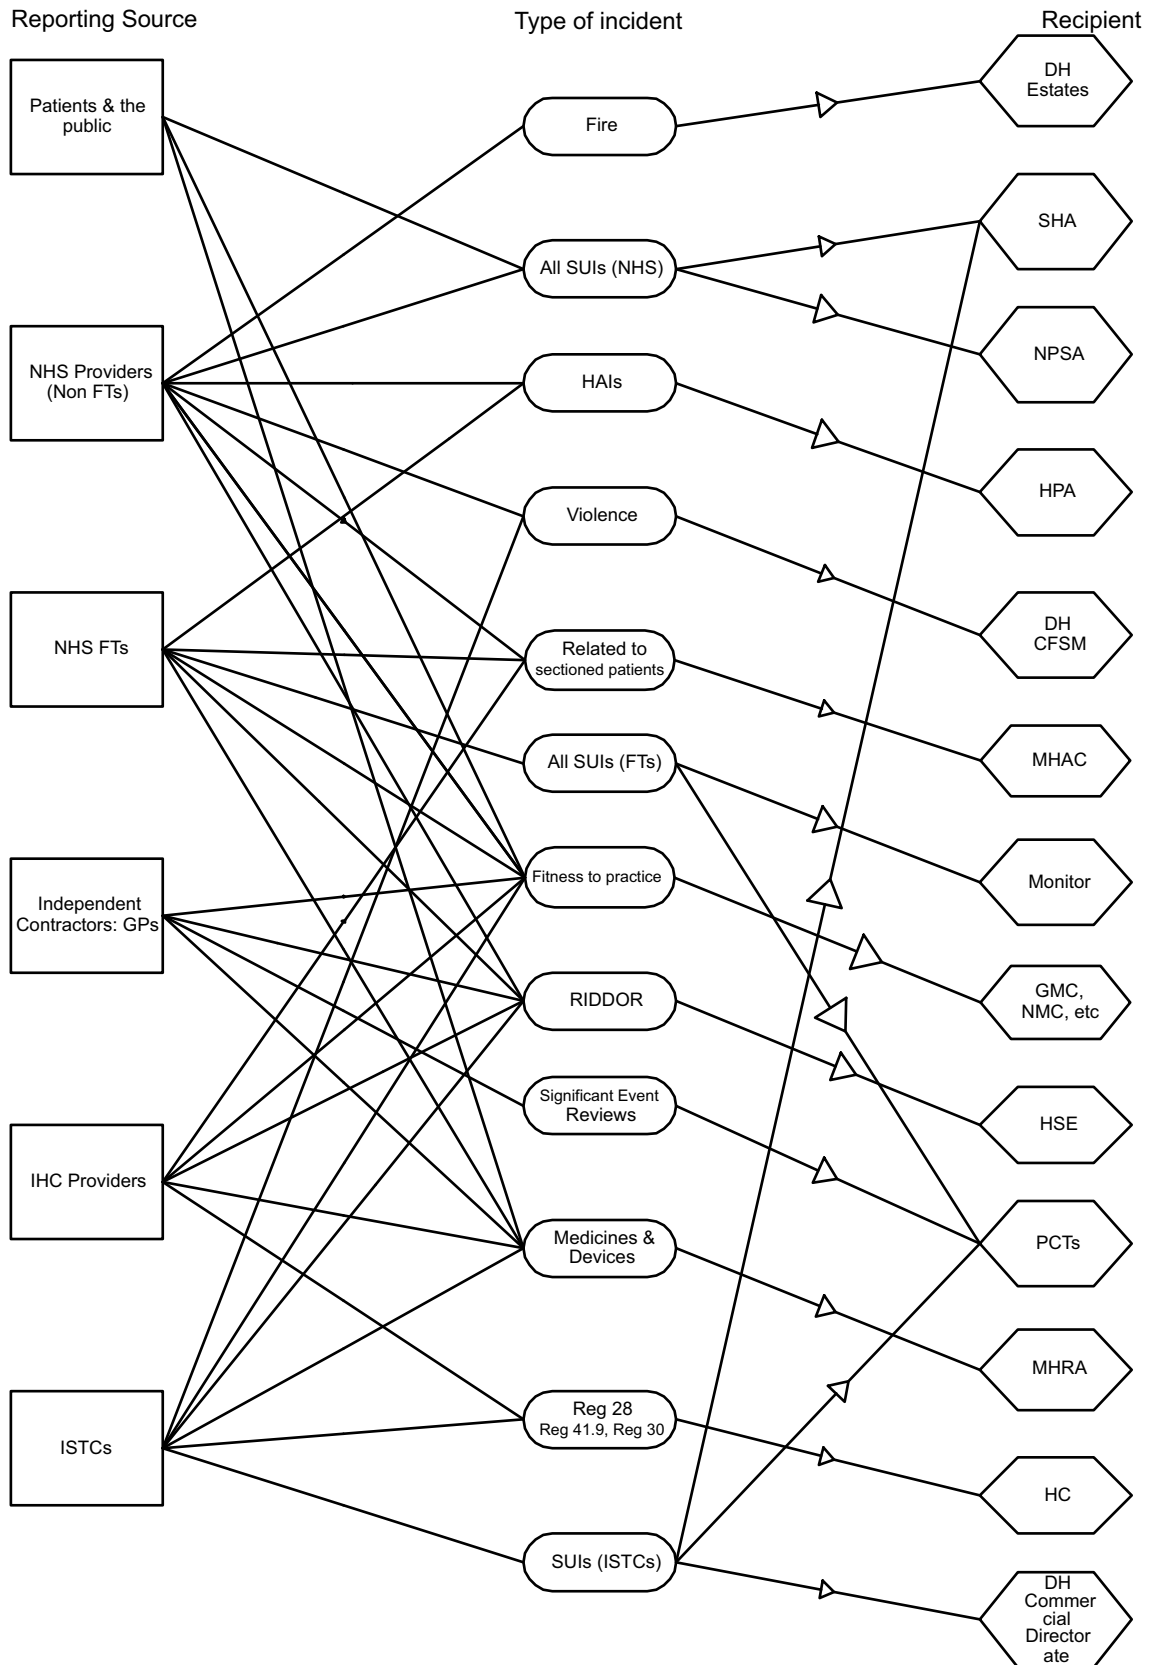 Reporting Source
Type of incident
Recipient
Patients & the
public
NHS Providers
(Non FTs)
NHS FTs
Independent
Contractors: GPs
IHC Providers
ISTCs
Fire
All SUIs (NHS)
HAIs
Violence
Related to
sectioned patients
All SUIs (FTs)
Fitness to practice
RIDDOR
Significant Event
Reviews
Medicines &
Devices
Reg 28
Reg 41.9, Reg 30
SUIs (ISTCs)
DH
Estates
SHA
NPSA
HPA
DH
CFSM
MHAC
Monitor
GMC,
NMC, etc
HSE
PCTs
MHRA
HC
DH
Commer
cial
Director
ate